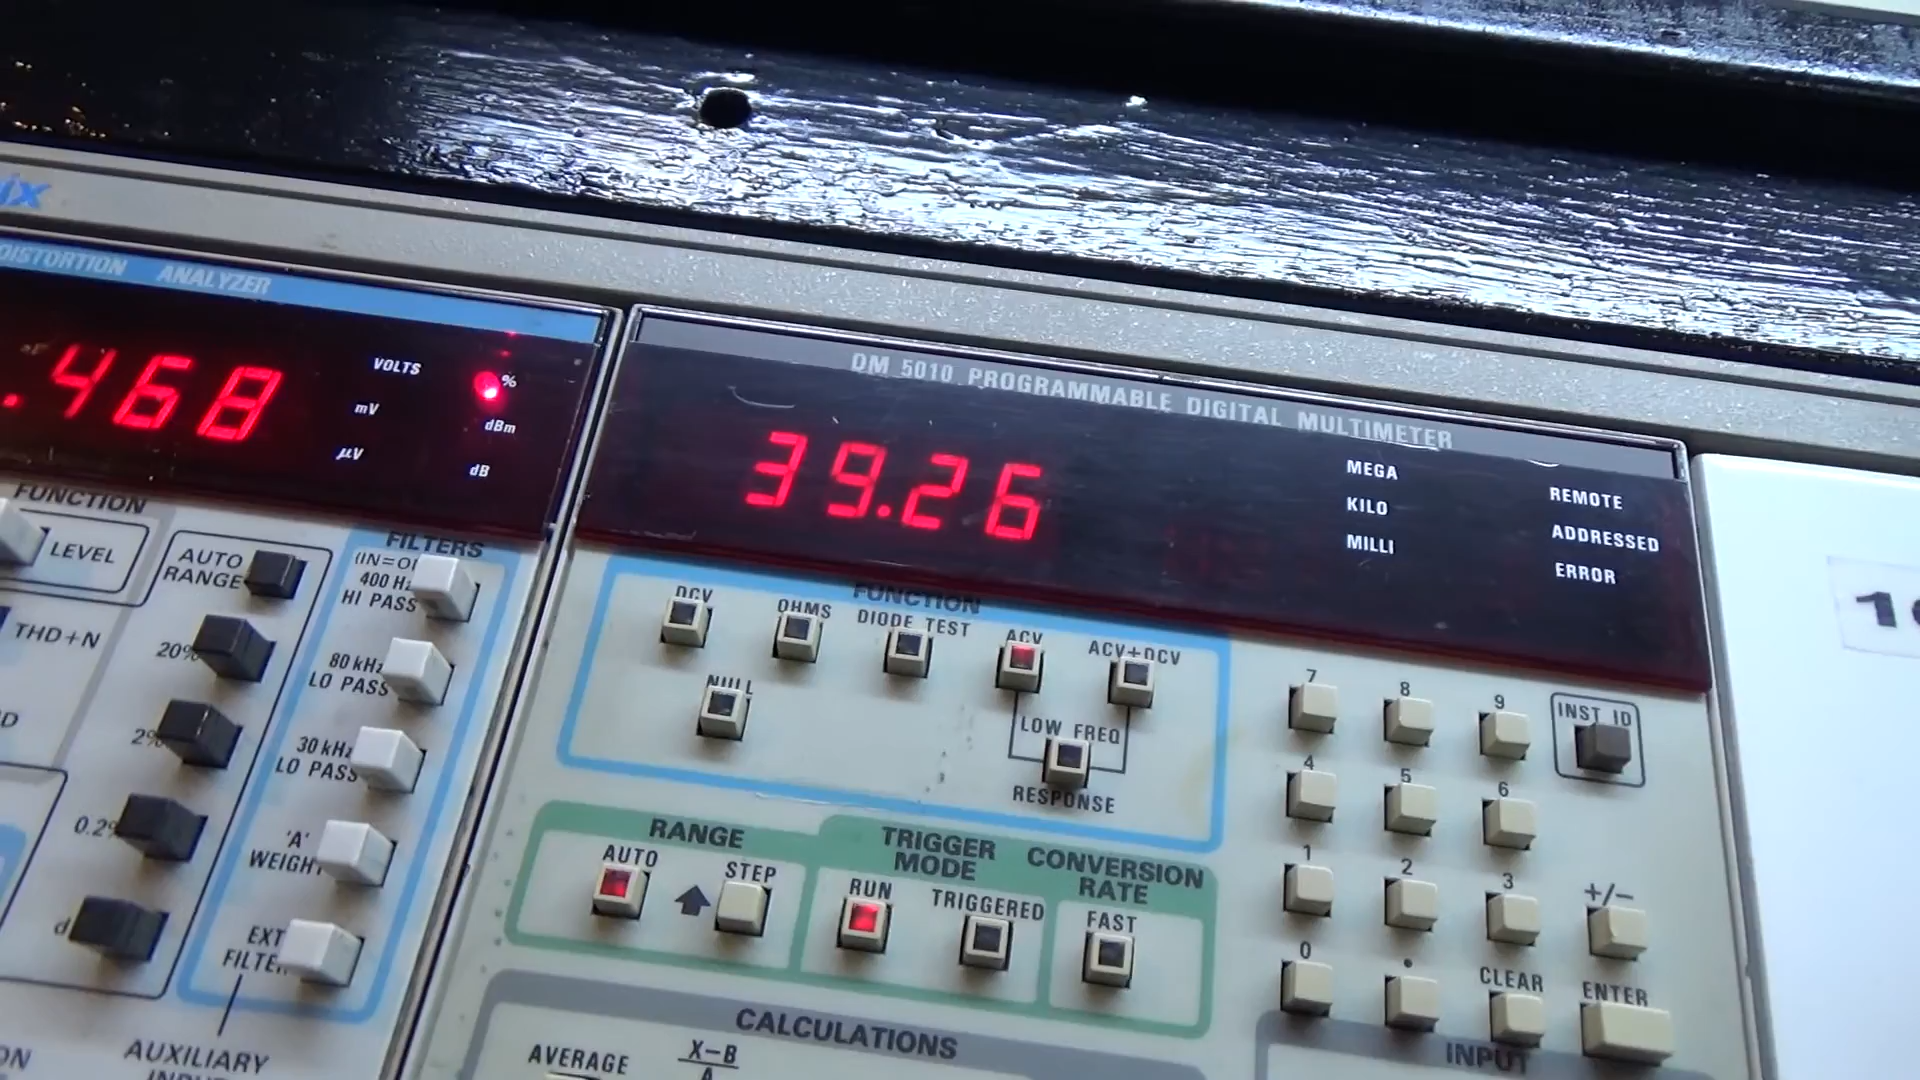 ix
DISTORTION ANALYZER
.468
VOLTS
mV
μV
%
dBm
dB
FUNCTION
LEVEL
THD+N
AUTO
RANGE
20%
2%
FILTERS
400 Hz
HI PASS
80 kHz
LO PASS
30 kHz
LO PASS
'A'
WEIGHT
EXT
FILTER
AUXILIARY
DM 5010 PROGRAMMABLE DIGITAL MULTIMETER
39.26
MEGA
KILO
MILLI
REMOTE
ADDRESSED
ERROR
FUNCTION
DCV
OHMS
DIODE TEST
ACV
ACV+DCV
NULL
LOW FREQ
RESPONSE
RANGE
AUTO
STEP
TRIGGER
MODE
RUN
TRIGGERED
CONVERSION
RATE
FAST
CALCULATIONS
AVERAGE
X-B
7
8
9
INST ID
4
5
6
1
2
3
+/-
0
.
CLEAR
ENTER
INPUT